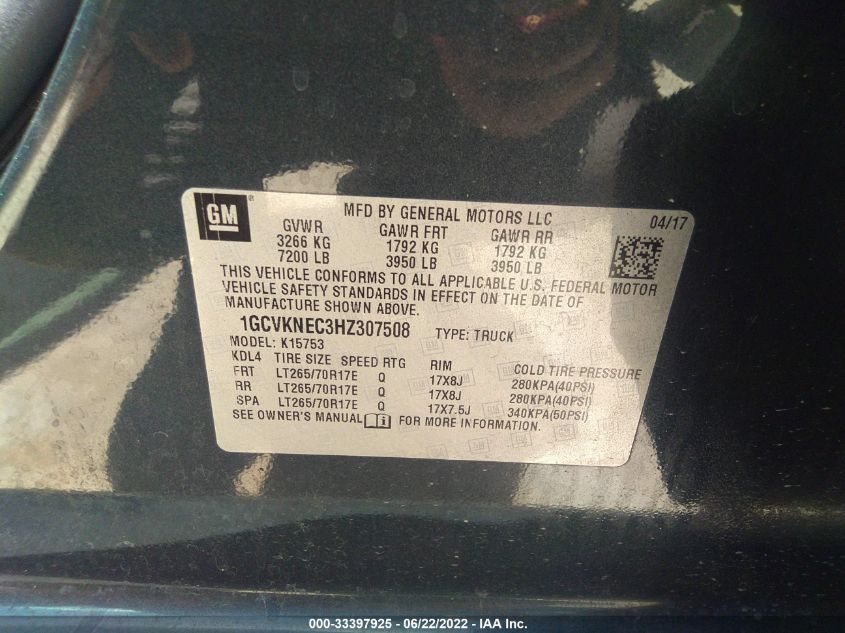 GM ®
MFD BY GENERAL MOTORS LLC 04/17
GVWR GAWR FRT GAWR RR
3266 KG 1792 KG 1792 KG
7200 LB 3950 LB 3950 LB
THIS VEHICLE CONFORMS TO ALL APPLICABLE U.S. FEDERAL MOTOR
VEHICLE SAFETY STANDARDS IN EFFECT ON THE DATE OF
MANUFACTURE SHOWN ABOVE.
1GCVKNEC3HZ307508 TYPE: TRUCK
MODEL: K15753
KDL4 TIRE SIZE SPEED RTG RIM COLD TIRE PRESSURE
FRT LT265/70R17E Q 17X8J 280KPA(40PSI)
RR LT265/70R17E Q 17X8J 280KPA(40PSI)
SPA LT265/70R17E Q 17X7.5J 340KPA(50PSI)
SEE OWNER'S MANUAL FOR MORE INFORMATION.
000-33397925 - 06/22/2022 - IAA Inc.